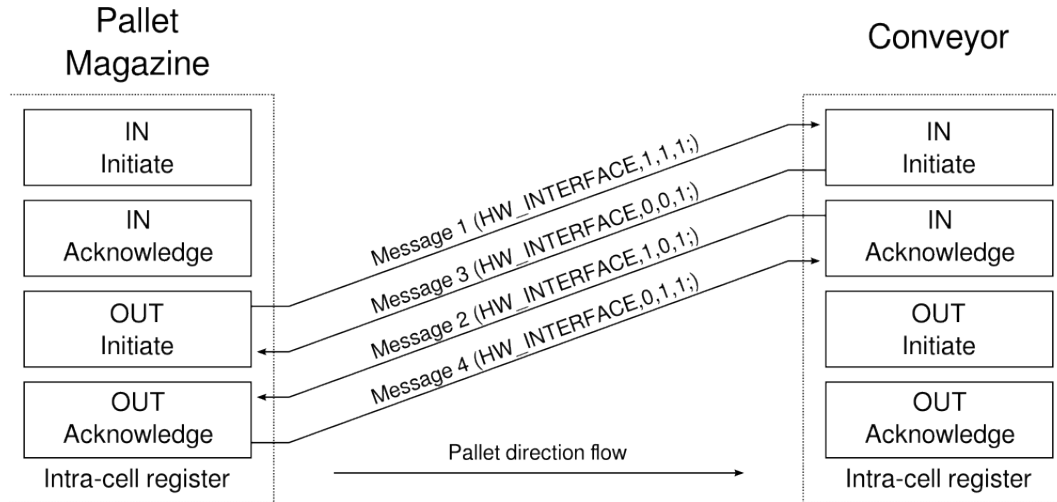 Pallet
Magazine
Conveyor
IN
Initiate
IN
Acknowledge
OUT
Initiate
OUT
Acknowledge
Intra-cell register
Message 1 (HW_INTERFACE,1,1,1;)
Message 3 (HW_INTERFACE,0,0,1;)
Message 2 (HW_INTERFACE,1,0,1;)
Message 4 (HW_INTERFACE,0,1,1;)
Pallet direction flow
IN
Initiate
IN
Acknowledge
OUT
Initiate
OUT
Acknowledge
Intra-cell register